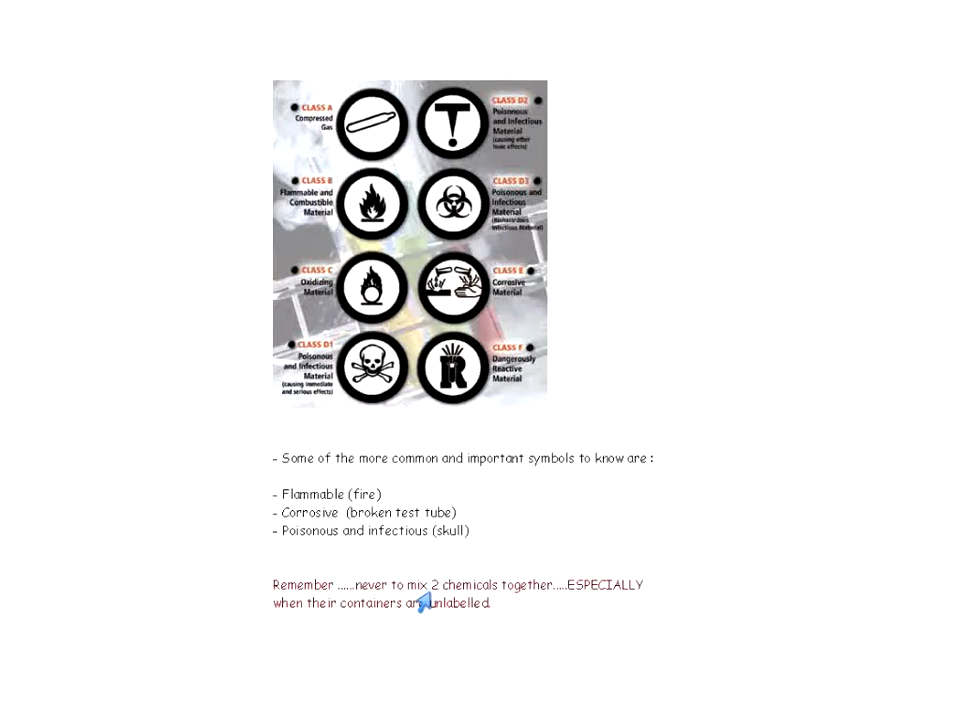 CLASS A
Compressed
Gas
CLASS D2
Poisonous
and Infectious
Material
(causing other
toxic effects)
CLASS B
Flammable and
Combustible
Material
CLASS D3
Poisonous and
Infectious
Material
(Biohazardous
Infectious Material)
CLASS C
Oxidizing
Material
CLASS E
Corrosive
Material
CLASS D1
Poisonous
and Infectious
Material
(causing immediate
and serious effects)
CLASS F
Dangerously
Reactive
Material
R
- Some of the more common and important symbols to know are :
- Flammable (fire)
- Corrosive (broken test tube)
- Poisonous and infectious (skull)
Remember ......never to mix 2 chemicals together.....ESPECIALLY
when their containers are unlabelled.